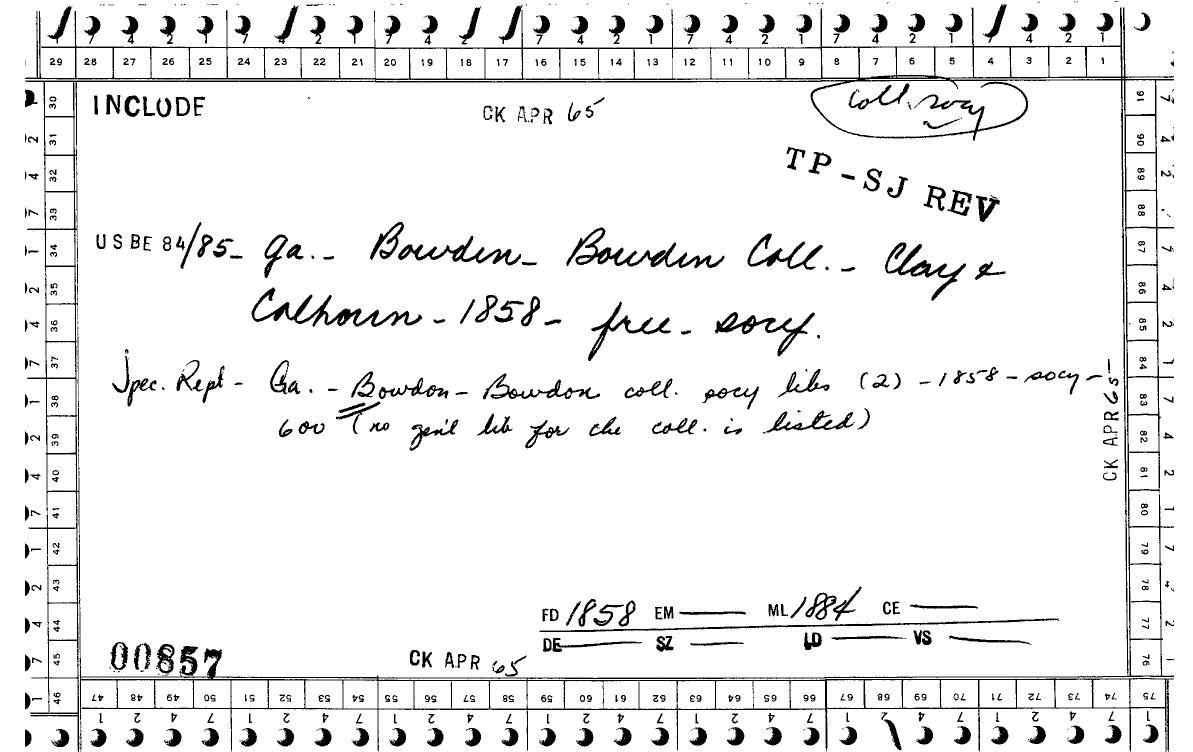 7 4 2 1 7 4 2 1 7 4 2 1 7 4 2 1 7 4 2 1 7 4 2 1
29 28 27 26 25 24 23 22 21 20 19 18 17 16 15 14 13 12 11 10 9 8 7 6 5 4 3 2 1
INCLUDE CK APR 65 coll. socy
TP-SJ REV
USBE 84/85- Ga. - Bowden - Bowden Coll. - Clay &
Calhoun - 1858 - free - socy.
Spec. Rept - Ga. - Bowdon - Bowdon coll. socy libs (2) - 1858 - socy -
600 (no gen'l lib for the coll. is listed)
CK APR 65
FD 1858 EM — ML 1884 CE —
DE — SZ — LD — VS —
00857 CK APR 65
30 31 32 33 34 35 36 37 38 39 40 41 42 43 44 45 46
47 48 49 50 51 52 53 54 55 56 57 58 59 60 61 62 63 64 65 66 67 68 69 70 71 72 73 74 75
91 90 89 88 87 86 85 84 83 82 81 80 79 78 77 76